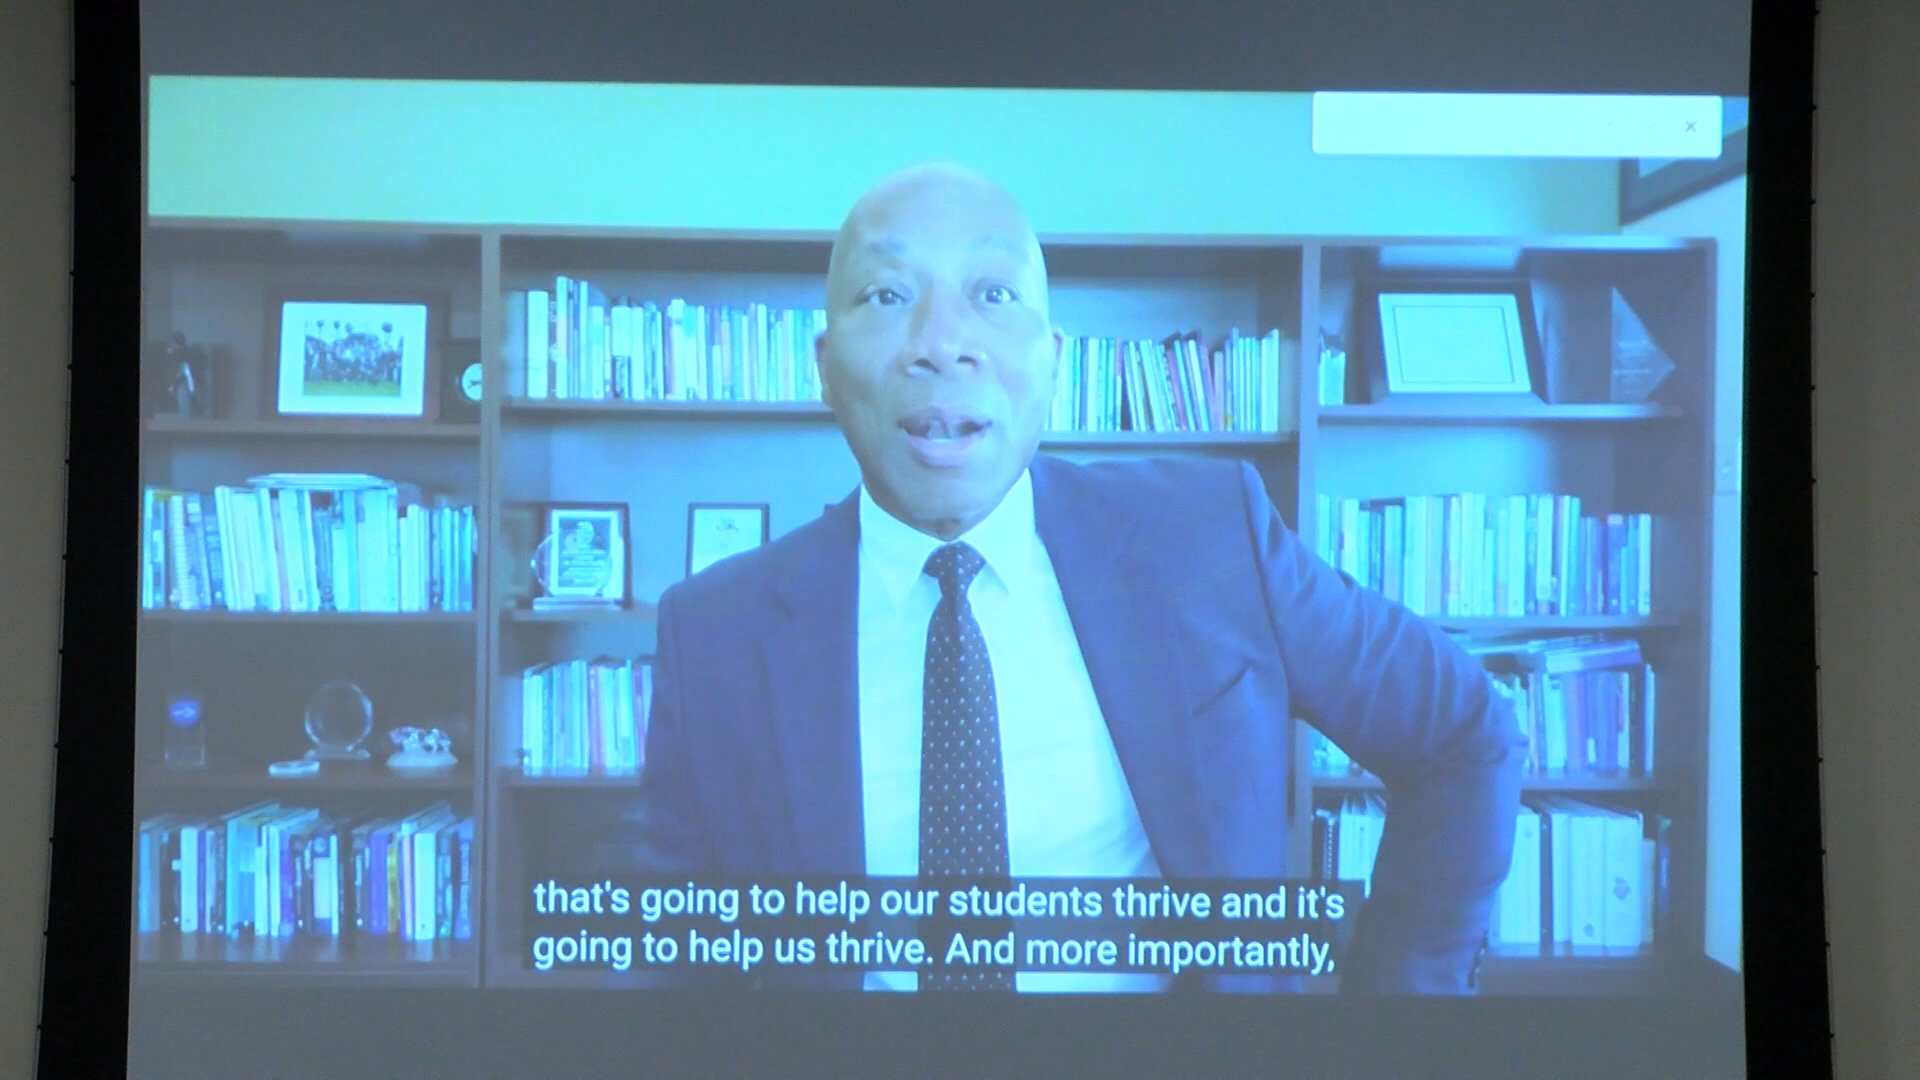 that's going to help our students thrive and it's
going to help us thrive. And more importantly,